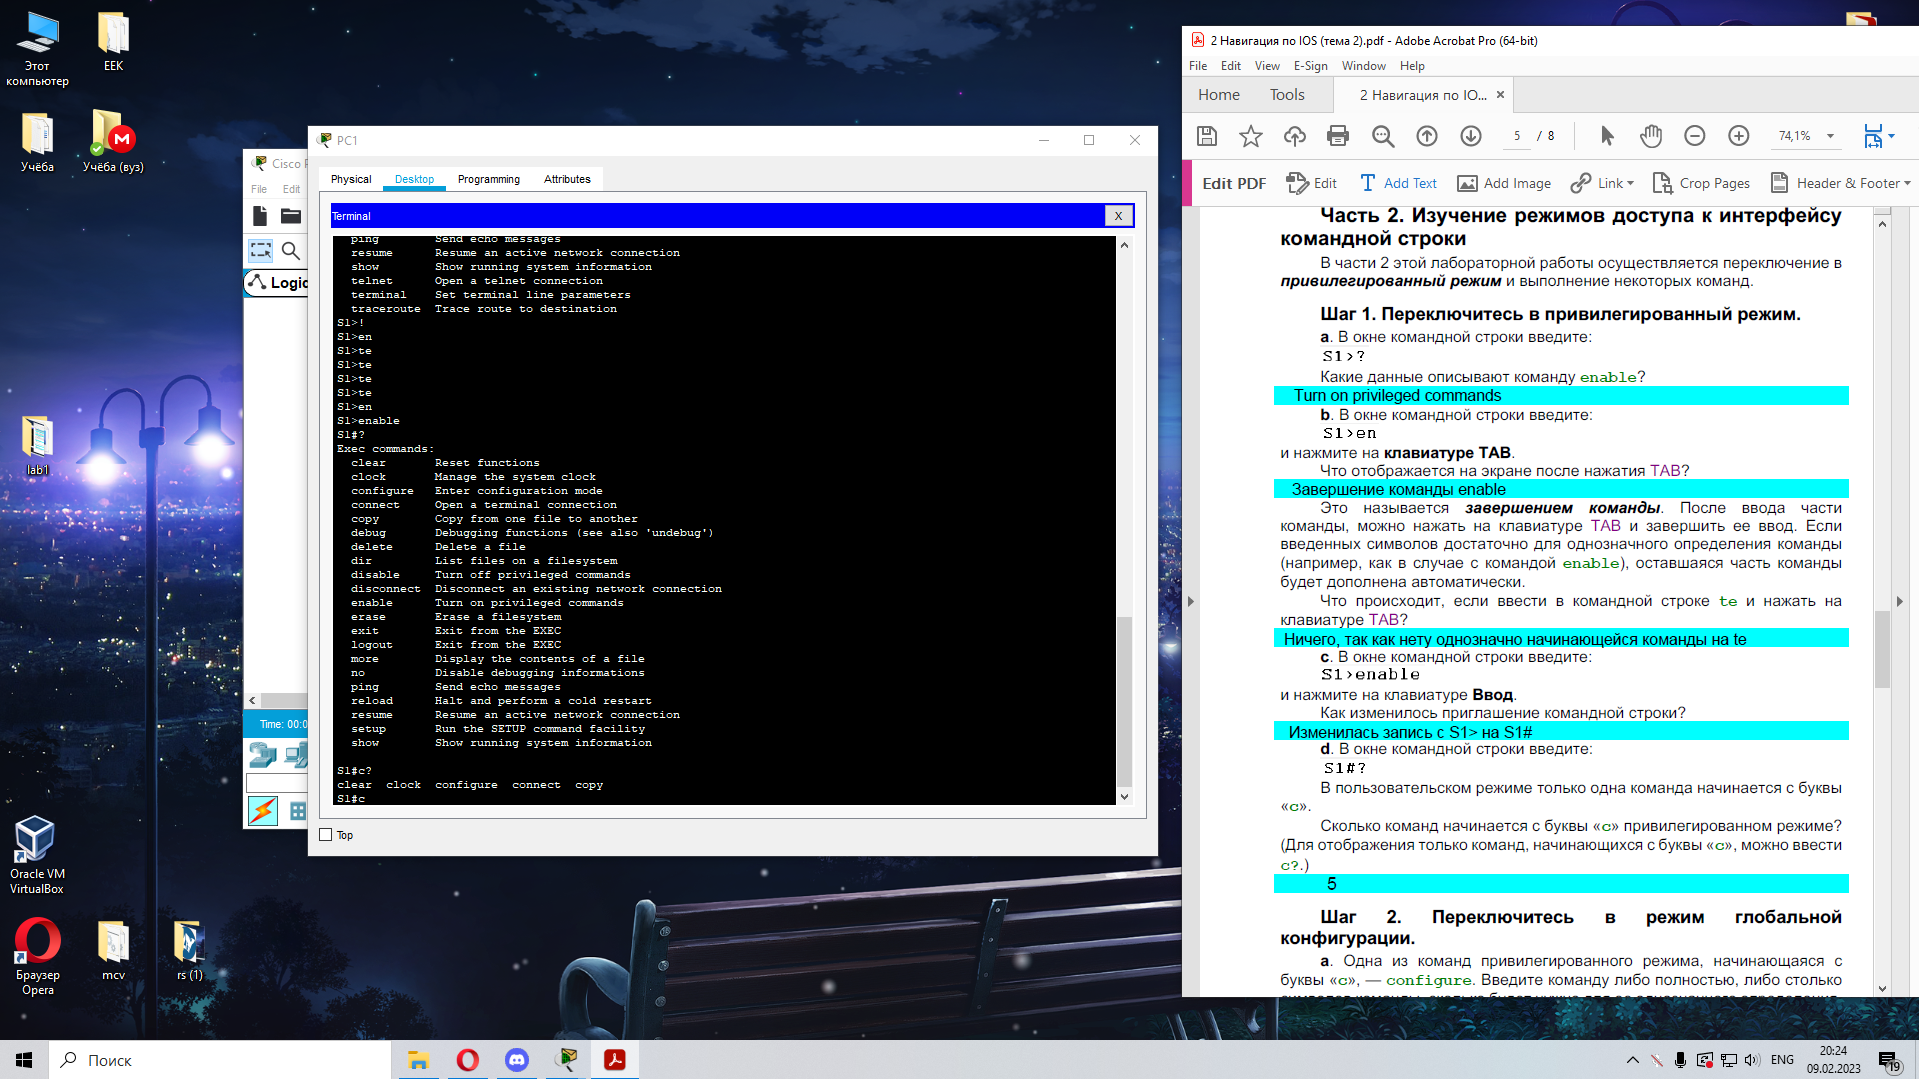 Этот
компьютер
EEK
Учёба
Учёба (вуз)
lab1
Oracle VM
VirtualBox
Браузер
Opera
mcv
rs (1)
Cisco P
File Edit
Logic
Time: 00:0
PC1
Physical Desktop Programming Attributes
Terminal X
ping Send echo messages
resume Resume an active network connection
show Show running system information
telnet Open a telnet connection
terminal Set terminal line parameters
traceroute Trace route to destination
S1>!
S1>en
S1>te
S1>te
S1>te
S1>te
S1>en
S1>enable
S1#?
Exec commands:
clear Reset functions
clock Manage the system clock
configure Enter configuration mode
connect Open a terminal connection
copy Copy from one file to another
debug Debugging functions (see also 'undebug')
delete Delete a file
dir List files on a filesystem
disable Turn off privileged commands
disconnect Disconnect an existing network connection
enable Turn on privileged commands
erase Erase a filesystem
exit Exit from the EXEC
logout Exit from the EXEC
more Display the contents of a file
no Disable debugging informations
ping Send echo messages
reload Halt and perform a cold restart
resume Resume an active network connection
setup Run the SETUP command facility
show Show running system information
S1#c?
clear clock configure connect copy
S1#c
Top
2 Навигация по IOS (тема 2).pdf - Adobe Acrobat Pro (64-bit)
File Edit View E-Sign Window Help
Home Tools 2 Навигация по IO... ×
5 / 8 74,1%
Edit PDF Edit Add Text Add Image Link Crop Pages Header & Footer
Часть 2. Изучение режимов доступа к интерфейсу
командной строки
В части 2 этой лабораторной работы осуществляется переключение в
привилегированный режим и выполнение некоторых команд.
Шаг 1. Переключитесь в привилегированный режим.
a. В окне командной строки введите:
S1>?
Какие данные описывают команду enable?
Turn on privileged commands
b. В окне командной строки введите:
S1>en
и нажмите на клавиатуре TAB.
Что отображается на экране после нажатия TAB?
Завершение команды enable
Это называется завершением команды. После ввода части
команды, можно нажать на клавиатуре TAB и завершить ее ввод. Если
введенных символов достаточно для однозначного определения команды
(например, как в случае с командой enable), оставшаяся часть команды
будет дополнена автоматически.
Что происходит, если ввести в командной строке te и нажать на
клавиатуре TAB?
Ничего, так как нету однозначно начинающейся команды на te
c. В окне командной строки введите:
S1>enable
и нажмите на клавиатуре Ввод.
Как изменилось приглашение командной строки?
Изменилась запись с S1> на S1#
d. В окне командной строки введите:
S1#?
В пользовательском режиме только одна команда начинается с буквы
«c».
Сколько команд начинается с буквы «c» привилегированном режиме?
(Для отображения только команд, начинающихся с буквы «c», можно ввести
c?.)
5
Шаг 2. Переключитесь в режим глобальной
конфигурации.
a. Одна из команд привилегированного режима, начинающаяся с
буквы «c», — configure. Введите команду либо полностью, либо столько
Поиск
ENG
20:24
09.02.2023
19